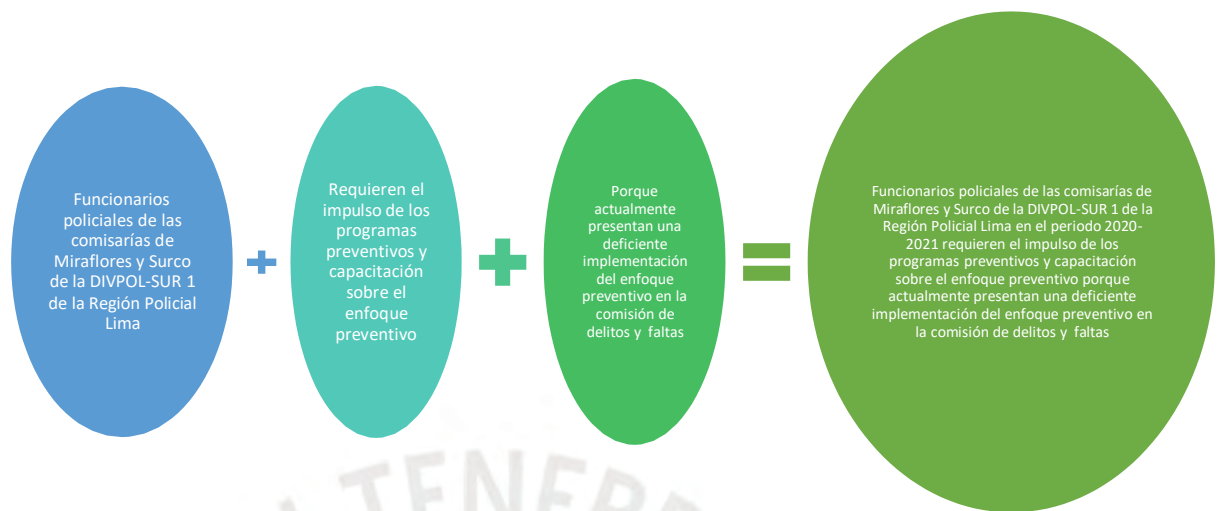 Funcionarios
policiales de las
comisarías de
Miraflores y Surco
de la DIVPOL-SUR 1
de la Región Policial
Lima
+
Requieren el
impulso de los
programas
preventivos y
capacitación
sobre el
enfoque
preventivo
+
Porque
actualmente
presentan una
deficiente
implementación
del enfoque
preventivo en la
comisión de
delitos y faltas
=
Funcionarios policiales de las comisarías de
Miraflores y Surco de la DIVPOL-SUR 1 de la
Región Policial Lima en el periodo 2020-
2021 requieren el impulso de los
programas preventivos y capacitación
sobre el enfoque preventivo porque
actualmente presentan una deficiente
implementación del enfoque preventivo en
la comisión de delitos y faltas